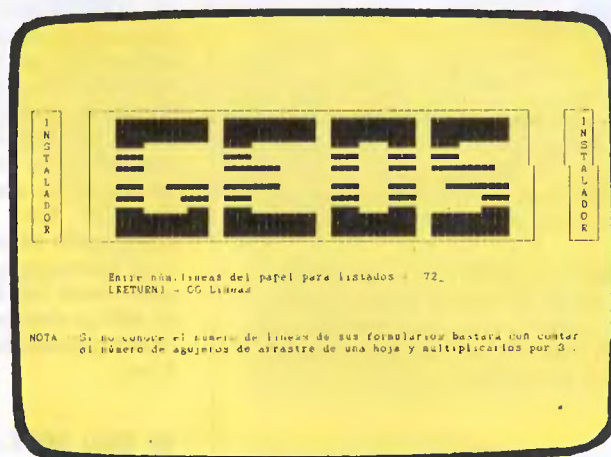 INSTALADOR
GEOS
INSTALADOR
Entre núm.lineas del papel para listados : 72_
[RETURN] = 66 Lineas
NOTA : Si no conoce el número de lineas de sus formularios bastará con contar
el número de agujeros de arrastre de una hoja y multiplicarlos por 3 .